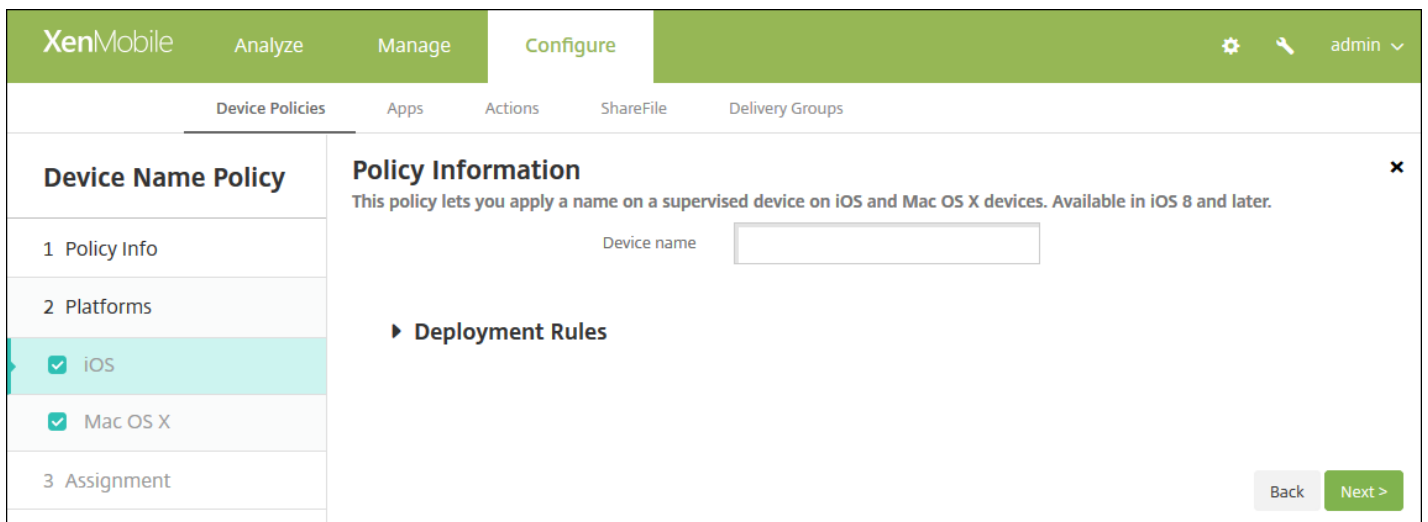 XenMobile Analyze Manage Configure admin
Device Policies Apps Actions ShareFile Delivery Groups
Device Name Policy
1 Policy Info
2 Platforms
iOS
Mac OS X
3 Assignment
Policy Information
This policy lets you apply a name on a supervised device on iOS and Mac OS X devices. Available in iOS 8 and later.
Device name
Deployment Rules
Back Next >